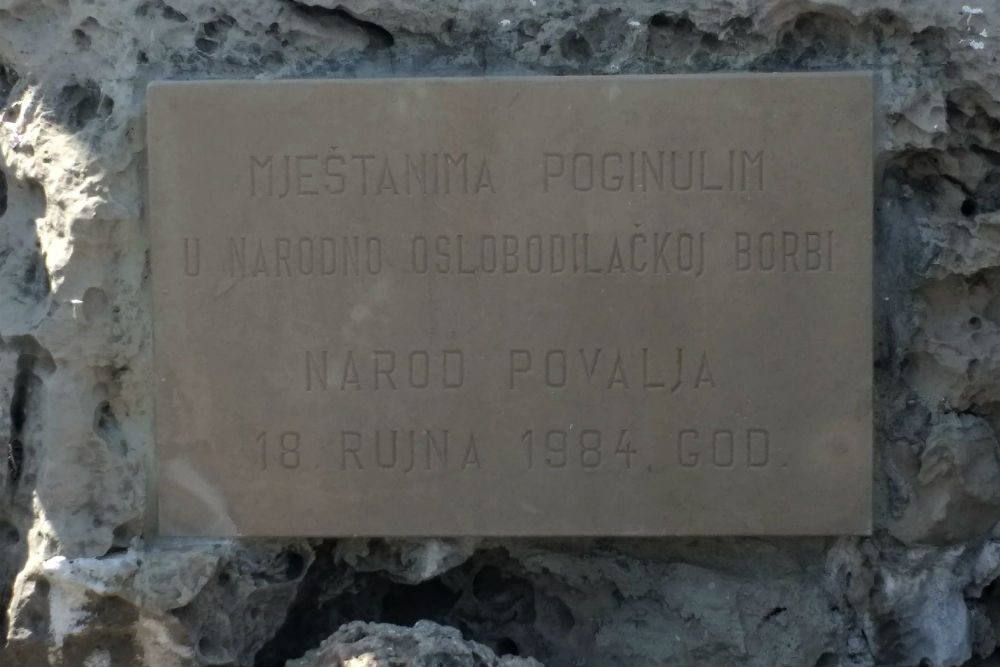 MJEŠTANIMA POGINULIM
U NARODNO OSLOBODILAČKOJ BORBI
NAROD POVALJA
18. RUJNA 1984. GOD.